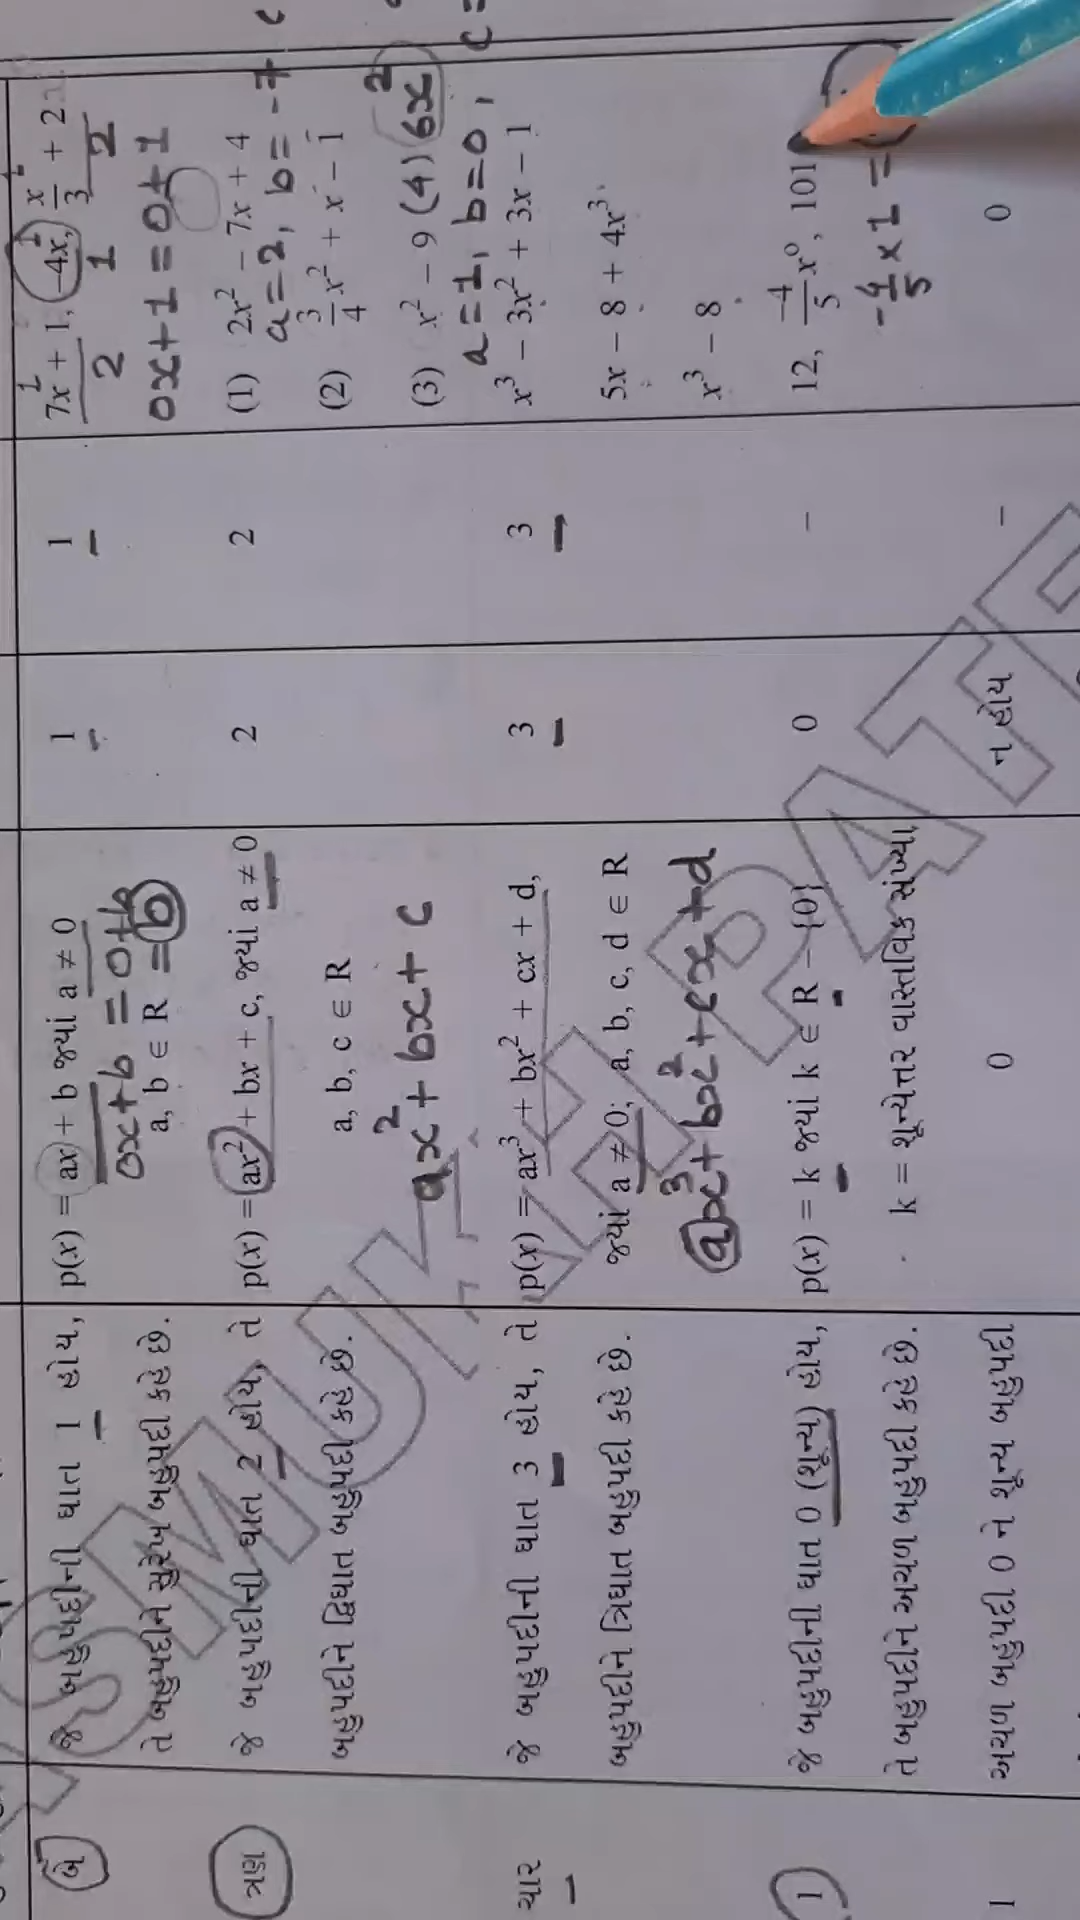 બે
જે બહુપદીની ઘાત 1 હોય,
તે બહુપદીને સુરેખ બહુપદી કહે છે.
p(x) = ax + b જ્યાં a ≠ 0
0x+b = 0+b
a, b ∈ R = b
1
1
7x + 1, -4x, x/3 + 2
2 1 2
0x+1=0+1
ત્રણ
જે બહુપદીની ઘાત 2 હોય, તે
બહુપદીને દ્વિઘાત બહુપદી કહે છે.
p(x) = ax² + bx + c, જ્યાં a ≠ 0
a, b, c ∈ R
ax² + bx + c
2
2
(1) 2x² - 7x + 4
a=2, b=-7
(2) 3/4 x² + x - 1
(3) x² - 9 (4) 6x²
a=1, b=0,
ચાર
જે બહુપદીની ઘાત 3 હોય, તે
બહુપદીને ત્રિઘાત બહુપદી કહે છે.
p(x) = ax³ + bx² + cx + d,
જ્યાં a ≠ 0; a, b, c, d ∈ R
ax³+bx²+cx+d
3
3
x³ - 3x² + 3x - 1
5x - 8 + 4x³
x³ - 8
1
જે બહુપદીની ઘાત 0 (શૂન્ય) હોય,
તે બહુપદીને અચળ બહુપદી કહે છે.
p(x) = k જ્યાં k ∈ R - {0}
k = શૂન્યેત્તર વાસ્તવિક સંખ્યા.
0
-
12, -4/5 x⁰, 101
-4/5 x 1 =
1
અચળ બહુપદી 0 ને શૂન્ય બહુપદી
0
ન હોય
-
0